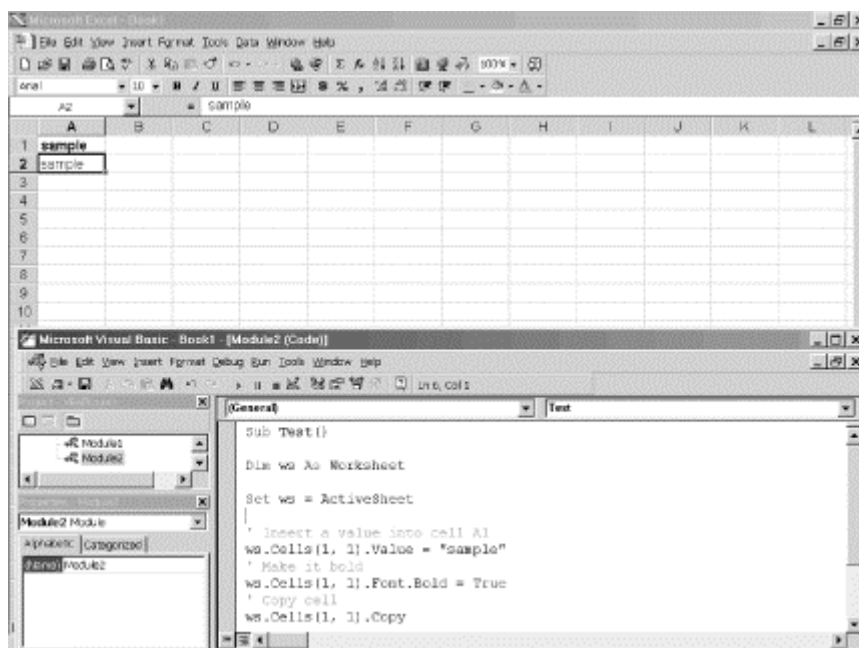 Microsoft Excel - Book1
File Edit View Insert Format Tools Data Window Help
100%
Arial 10 B I U $ % ,
A2 = sample
A B C D E F G H I J K L
1 sample
2 sample
3
4
5
6
7
8
9
10
Microsoft Visual Basic - Book1 - [Module2 (Code)]
File Edit View Insert Format Debug Run Tools Window Help
Ln 6, Col 1
Module1
Module2
Module2 Module
Alphabetic Categorized
(Name) Module2
(General) Test
Sub Test()
Dim ws As Worksheet
Set ws = ActiveSheet
' Insert a value into cell A1
ws.Cells(1, 1).Value = "sample"
' Make it bold
ws.Cells(1, 1).Font.Bold = True
' Copy cell
ws.Cells(1, 1).Copy